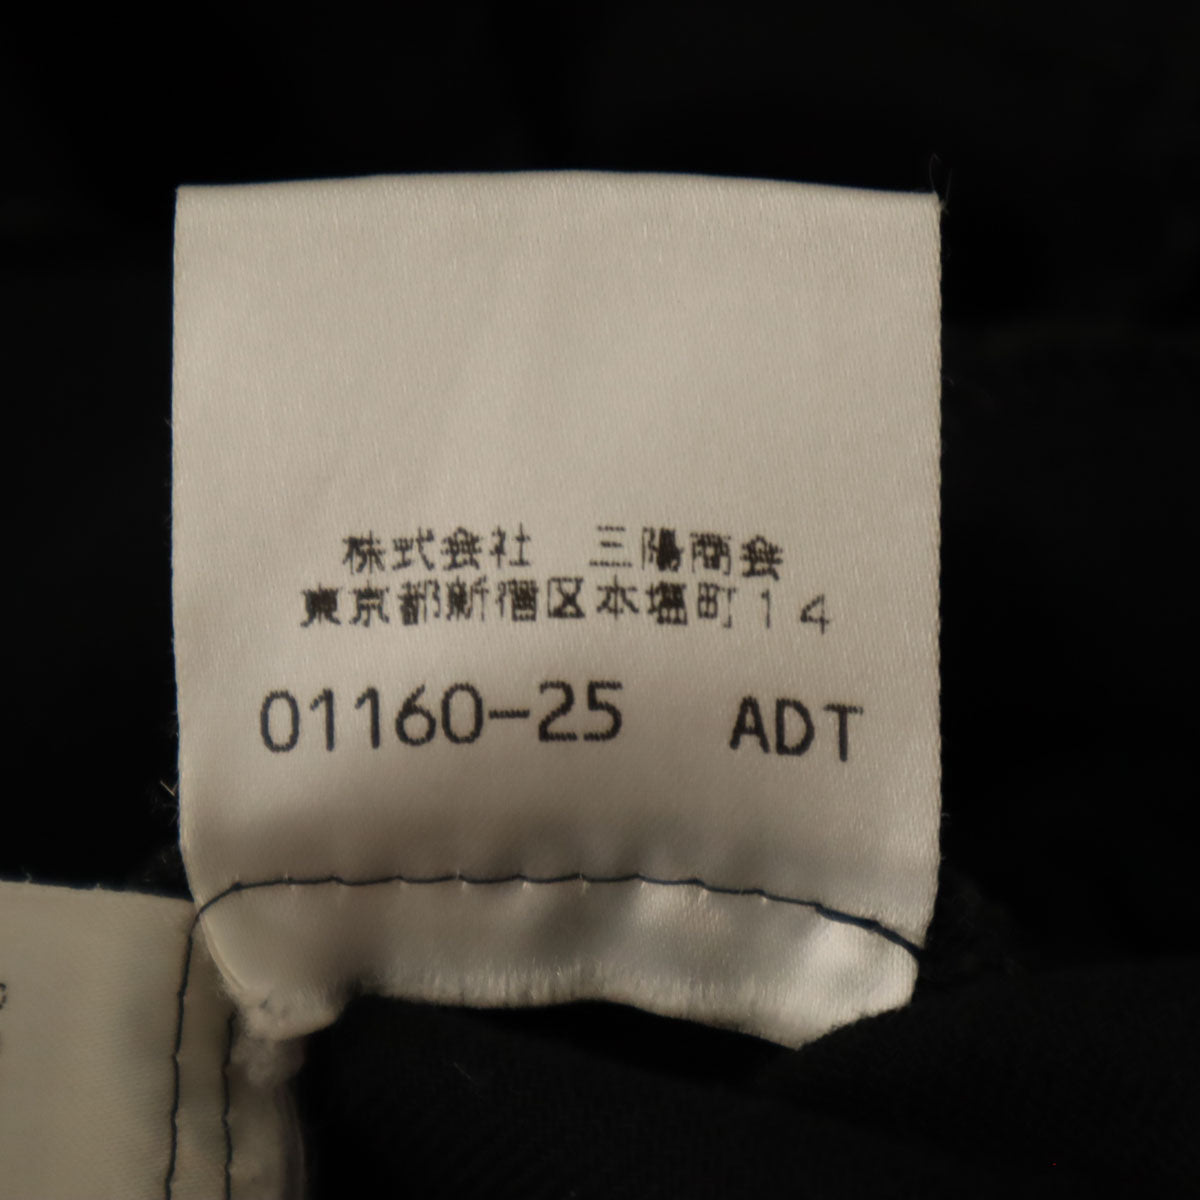 株式会社　三陽商会
東京都新宿区本塩町１４
01160-25　ADT